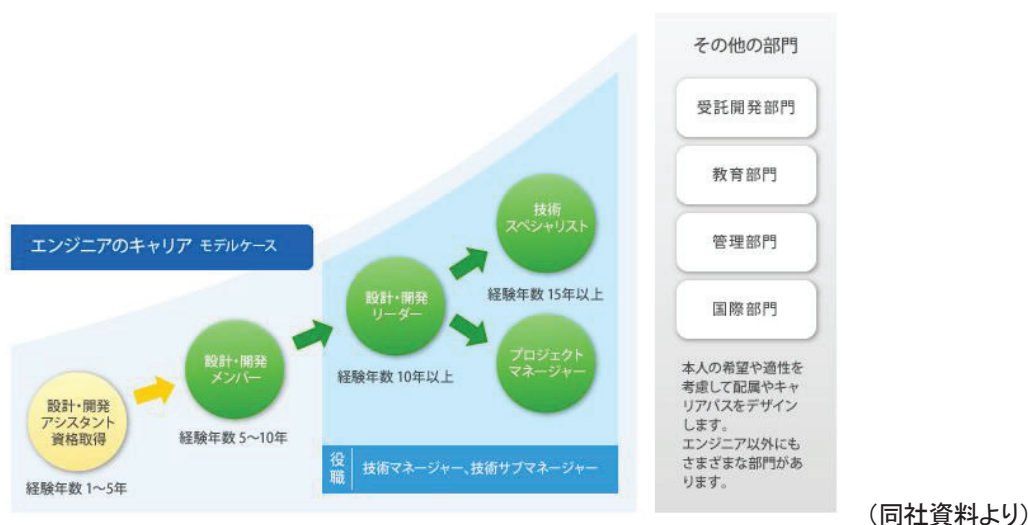 エンジニアのキャリア モデルケース
設計・開発
アシスタント
資格取得
経験年数 1〜5年
設計・開発
メンバー
経験年数 5〜10年
設計・開発
リーダー
経験年数 10年以上
技術
スペシャリスト
経験年数 15年以上
プロジェクト
マネージャー
役職
技術マネージャー、技術サブマネージャー
その他の部門
受託開発部門
教育部門
管理部門
国際部門
本人の希望や適性を
考慮して配属やキャ
リアパスをデザイン
します。
エンジニア以外にも
さまざまな部門があ
ります。
(同社資料より)